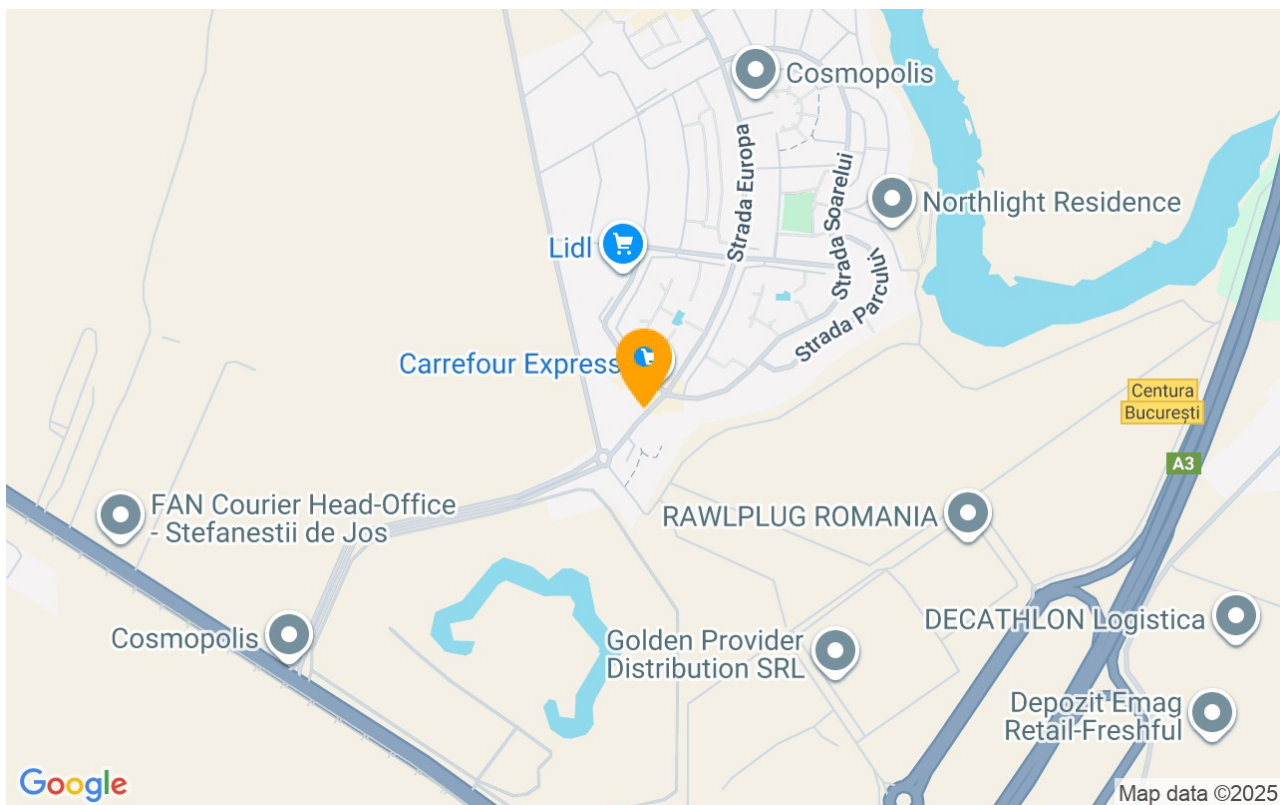 Cosmopolis
Strada Europa
Strada Soarelui
Northlight Residence
Lidl
Strada Parcului
Carrefour Express
Centura
București
A3
FAN Courier Head-Office
- Stefanestii de Jos
RAWLPLUG ROMANIA
Cosmopolis
Golden Provider
Distribution SRL
DECATHLON Logistica
Depozit Emag
Retail-Freshful
Google
Map data ©2025